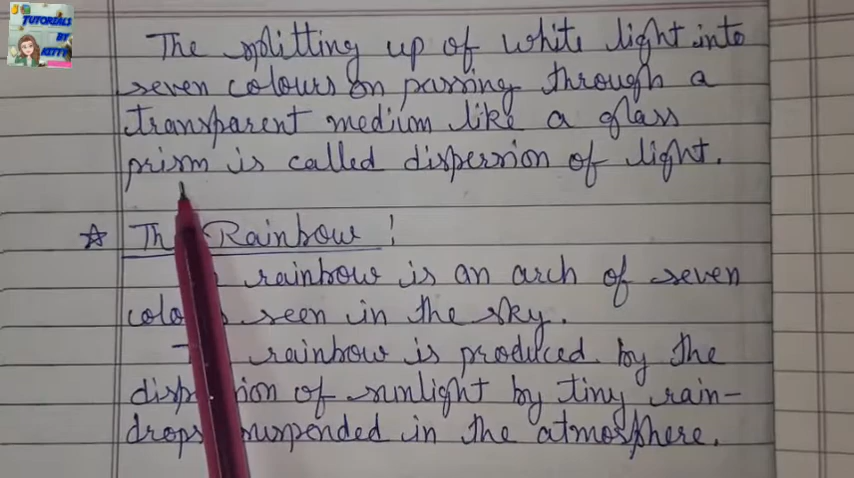 TUTORIALS
BY
KITTY
The splitting up of white light into
seven colours on passing through a
transparent medium like a glass
prism is called dispersion of light.
☆ Th Rainbow!
rainbow is an arch of seven
colo s seen in the sky.
rainbow is produced by the
disp ion of sunlight by tiny rain-
drops suspended in the atmosphere.